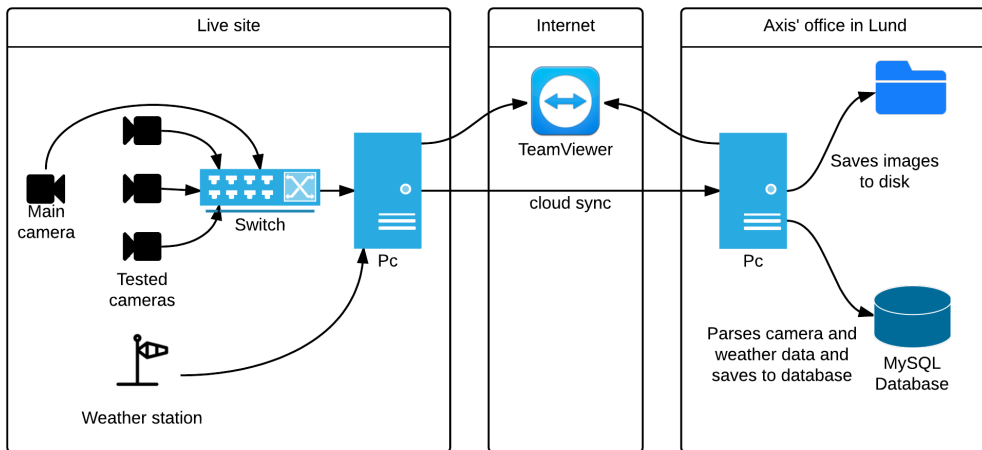 Live site
Internet
Axis' office in Lund
TeamViewer
Saves images
to disk
cloud sync
Main
camera
Switch
Pc
Pc
Tested
cameras
Parses camera and
weather data and
saves to database
MySQL
Database
Weather station